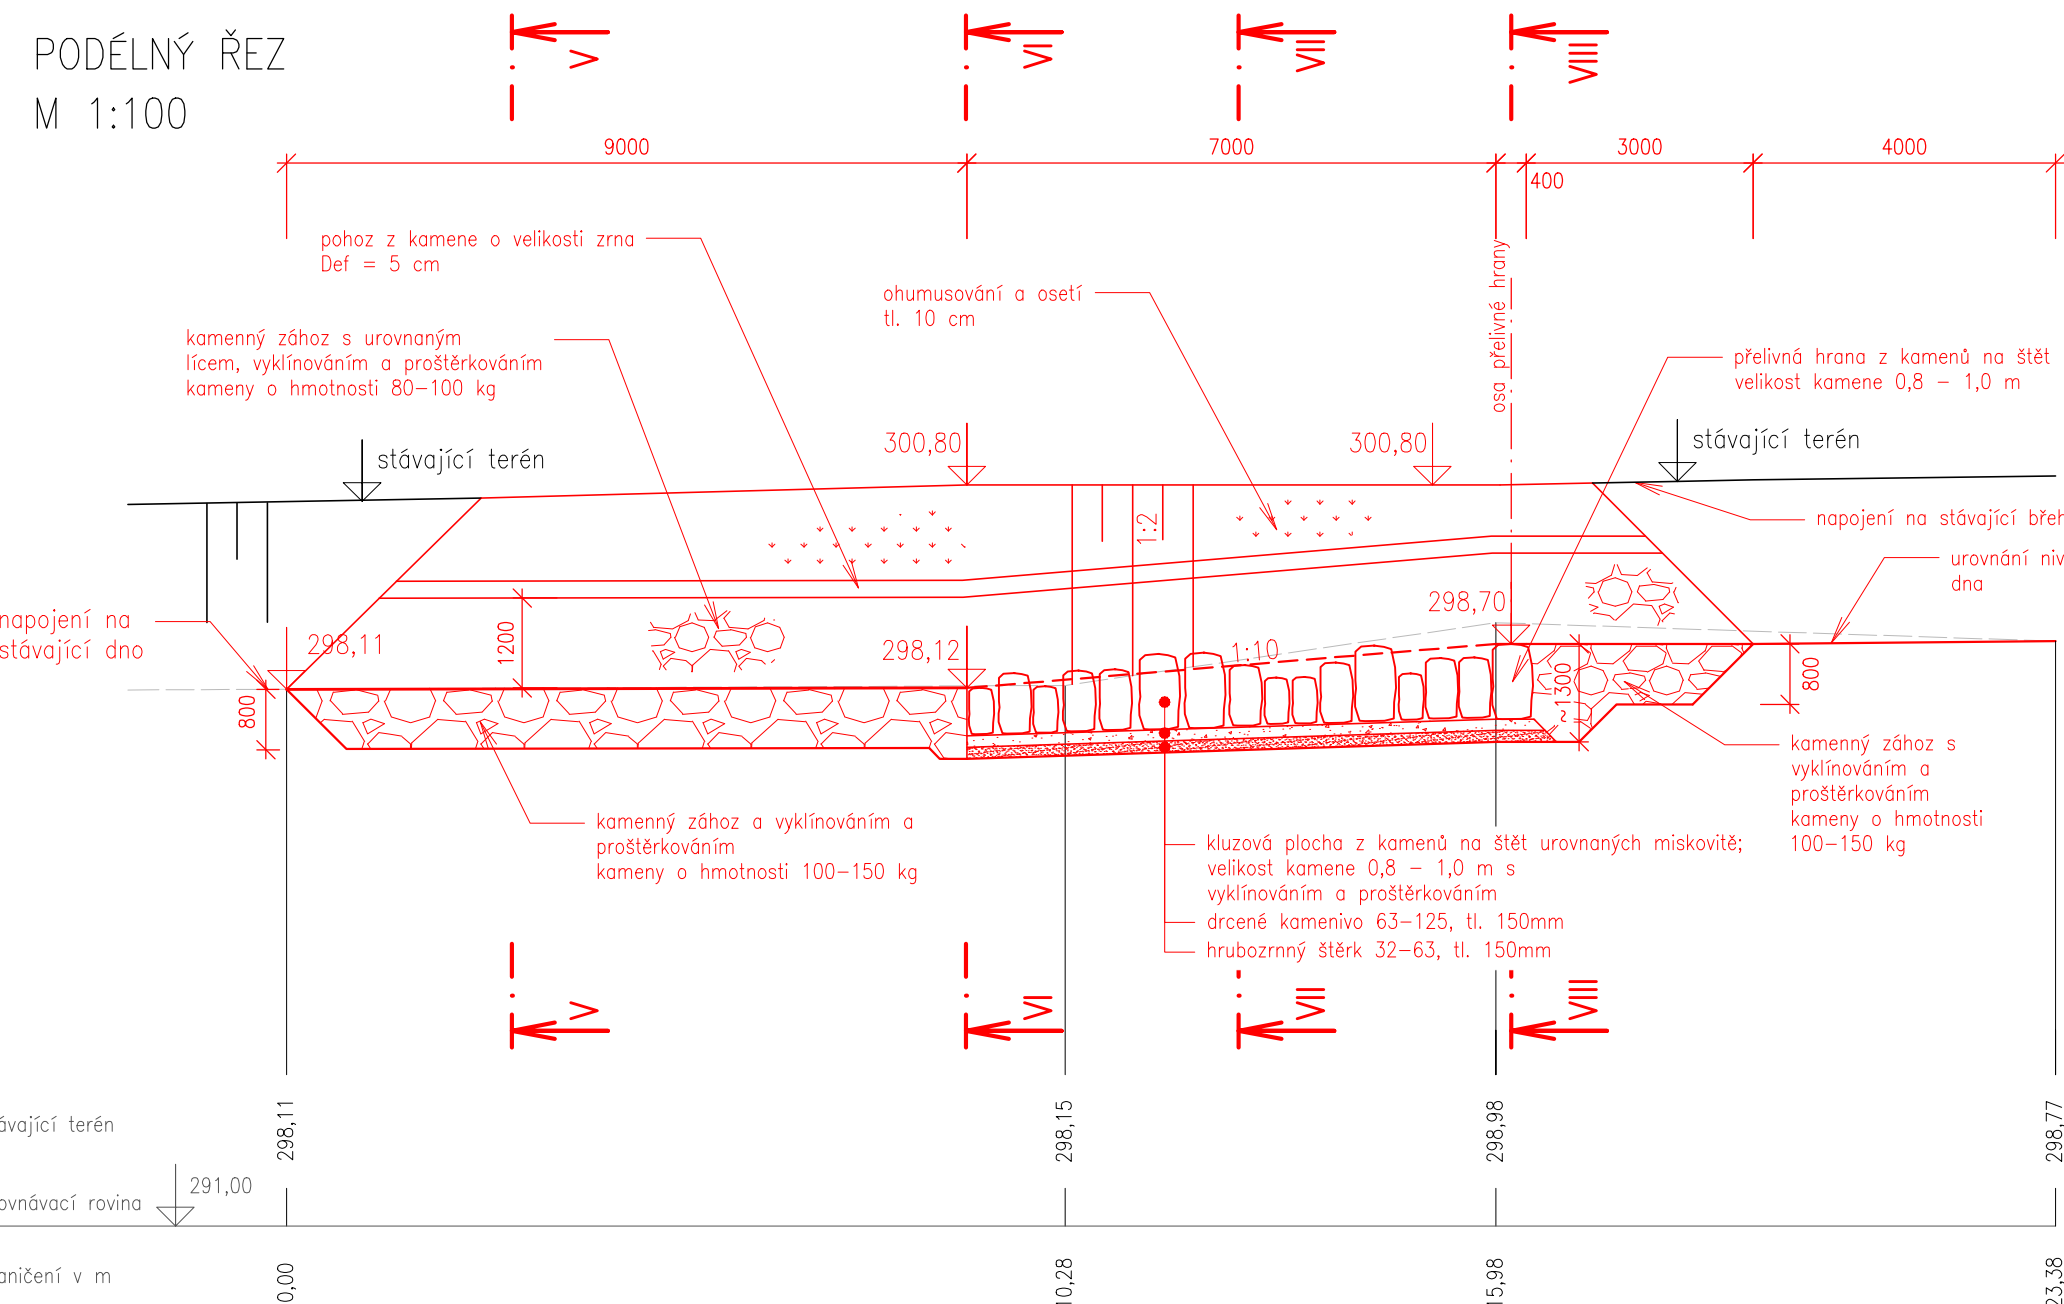 PODÉLNÝ ŘEZ
M 1:100
V
VI
VII
VIII
9000
7000
400
3000
4000
pohoz z kamene o velikosti zrna
Def = 5 cm
ohumusování a osetí
tl. 10 cm
osa přelivné hrany
kamenný zához s urovnaným
lícem, vyklínováním a proštěrkováním
kameny o hmotnosti 80–100 kg
přelivná hrana z kamenů na štět
velikost kamene 0,8 – 1,0 m
stávající terén
300,80
300,80
stávající terén
napojení na stávající břeh
1:2
urovnání niv
dna
napojení na
stávající dno
298,11
1200
298,12
298,70
1:10
800
~1300
800
kamenný zához s
vyklínováním a
proštěrkováním
kameny o hmotnosti
100–150 kg
kamenný zához a vyklínováním a
proštěrkováním
kameny o hmotnosti 100–150 kg
kluzová plocha z kamenů na štět urovnaných miskovitě;
velikost kamene 0,8 – 1,0 m s
vyklínováním a proštěrkováním
drcené kamenivo 63–125, tl. 150mm
hrubozrnný štěrk 32–63, tl. 150mm
V
VI
VII
VIII
ávající terén
298,11
298,15
298,98
298,77
ovnávací rovina
291,00
aničení v m
0,00
10,28
15,98
23,38